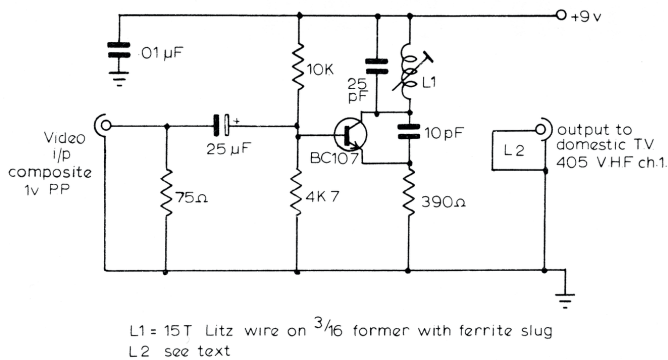 +9v
01 µF
10K
25
pF
L1
Video
i/p
composite
1v PP
+
25 µF
BC107
10pF
L2
output to
domestic TV
405 VHF ch.1.
75Ω
4K7
390Ω
L1 = 15T Litz wire on 3/16 former with ferrite slug
L2 see text